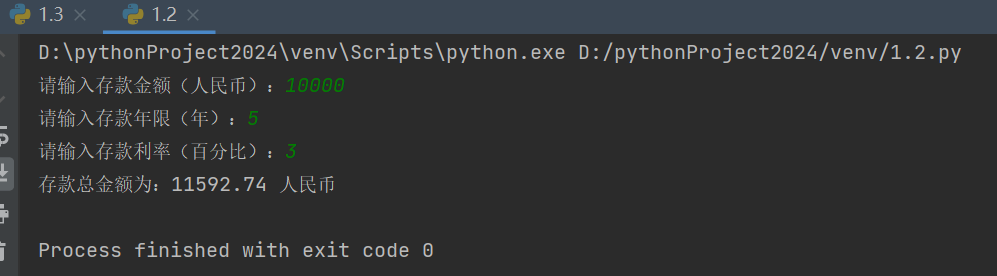 1.3 1.2
D:\pythonProject2024\venv\Scripts\python.exe D:/pythonProject2024/venv/1.2.py
请输入存款金额（人民币）：10000
请输入存款年限（年）：5
请输入存款利率（百分比）：3
存款总金额为：11592.74 人民币
Process finished with exit code 0